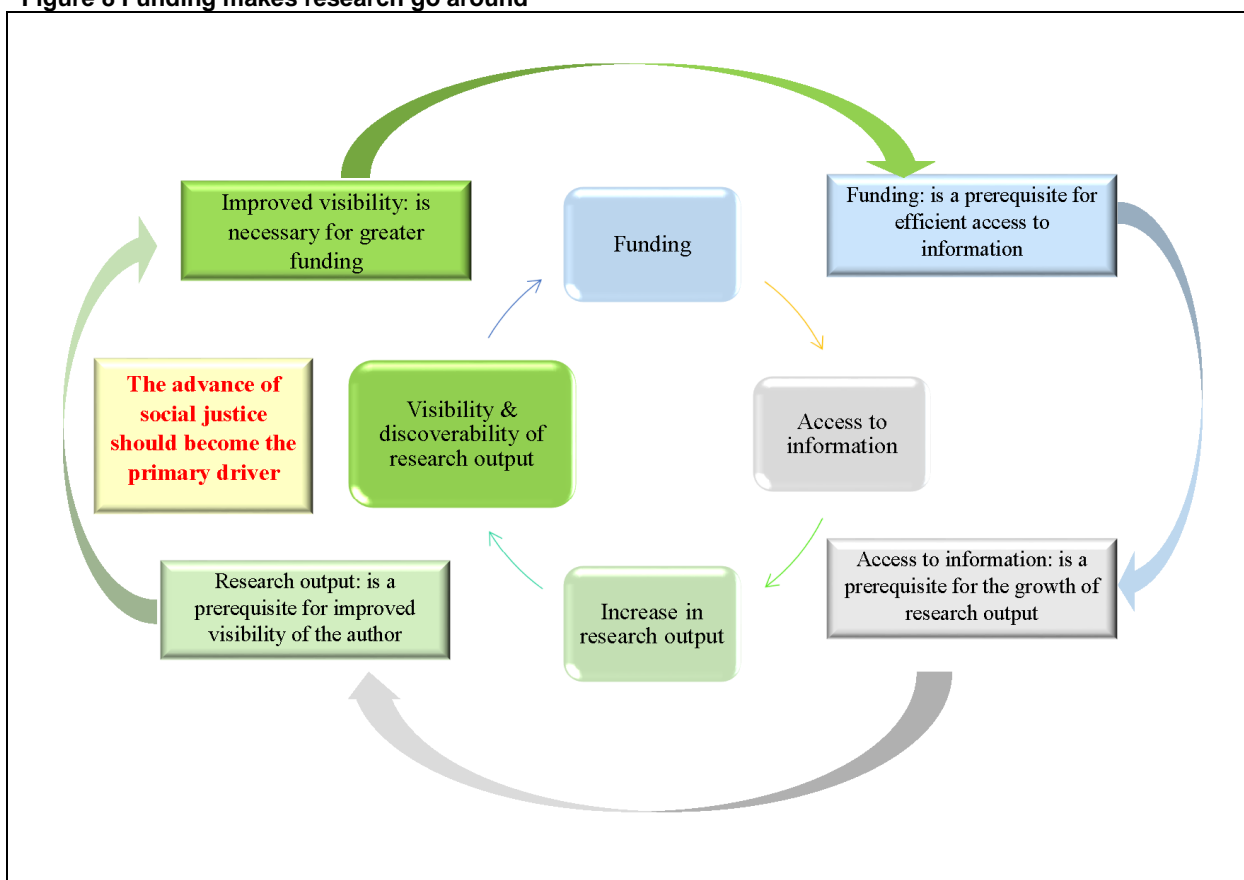 Figure 8 Funding makes research go around
Improved visibility: is
necessary for greater
funding
Funding
Funding: is a prerequisite for
efficient access to
information
The advance of
social justice
should become the
primary driver
Visibility &
discoverability of
research output
Access to
information
Research output: is a
prerequisite for improved
visibility of the author
Increase in
research output
Access to information: is a
prerequisite for the growth of
research output